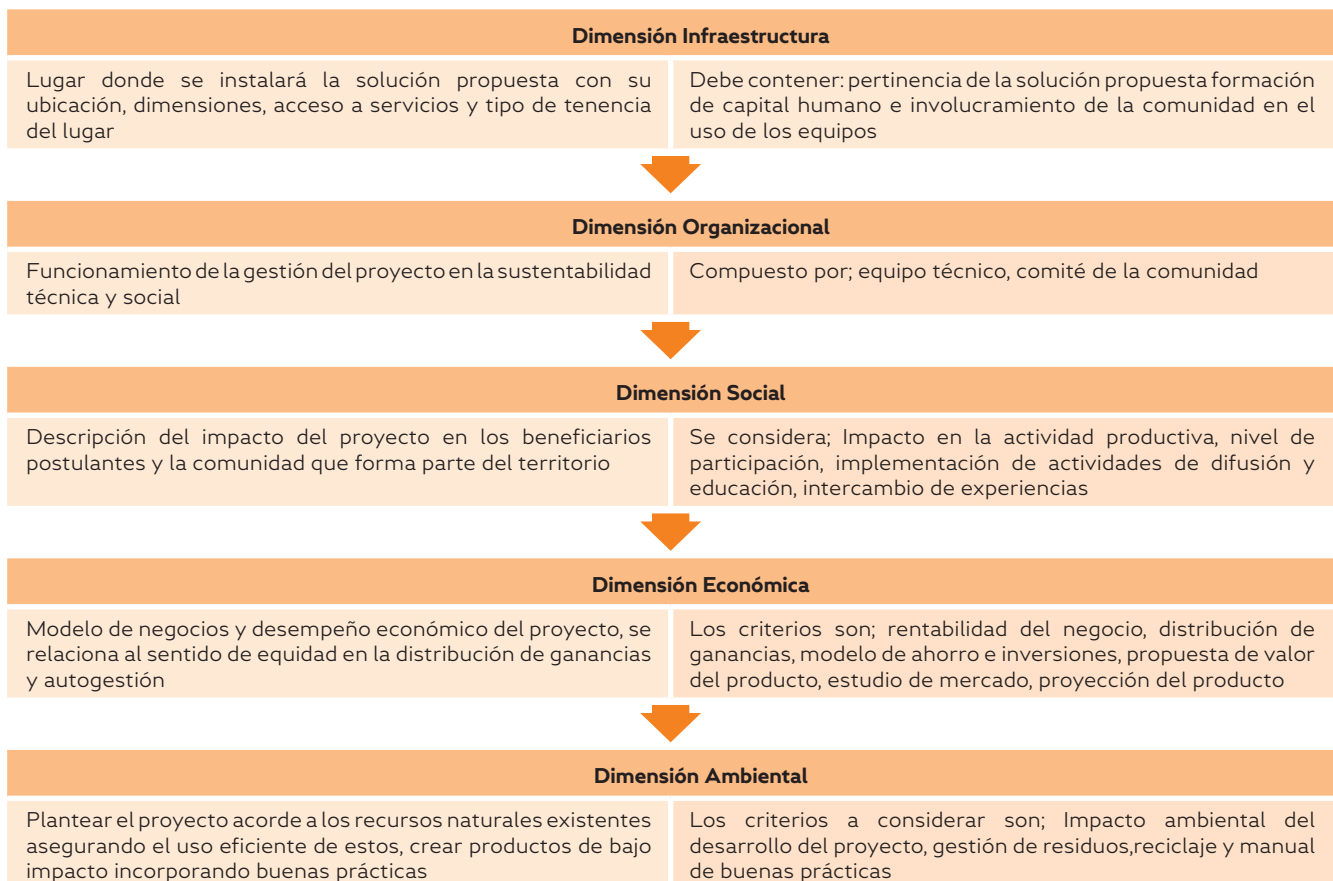 Dimensión Infraestructura
Lugar donde se instalará la solución propuesta con su
ubicación, dimensiones, acceso a servicios y tipo de tenencia
del lugar
Debe contener: pertinencia de la solución propuesta formación
de capital humano e involucramiento de la comunidad en el
uso de los equipos
Dimensión Organizacional
Funcionamiento de la gestión del proyecto en la sustentabilidad
técnica y social
Compuesto por; equipo técnico, comité de la comunidad
Dimensión Social
Descripción del impacto del proyecto en los beneficiarios
postulantes y la comunidad que forma parte del territorio
Se considera; Impacto en la actividad productiva, nivel de
participación, implementación de actividades de difusión y
educación, intercambio de experiencias
Dimensión Económica
Modelo de negocios y desempeño económico del proyecto, se
relaciona al sentido de equidad en la distribución de ganancias
y autogestión
Los criterios son; rentabilidad del negocio, distribución de
ganancias, modelo de ahorro e inversiones, propuesta de valor
del producto, estudio de mercado, proyección del producto
Dimensión Ambiental
Plantear el proyecto acorde a los recursos naturales existentes
asegurando el uso eficiente de estos, crear productos de bajo
impacto incorporando buenas prácticas
Los criterios a considerar son; Impacto ambiental del
desarrollo del proyecto, gestión de residuos,reciclaje y manual
de buenas prácticas